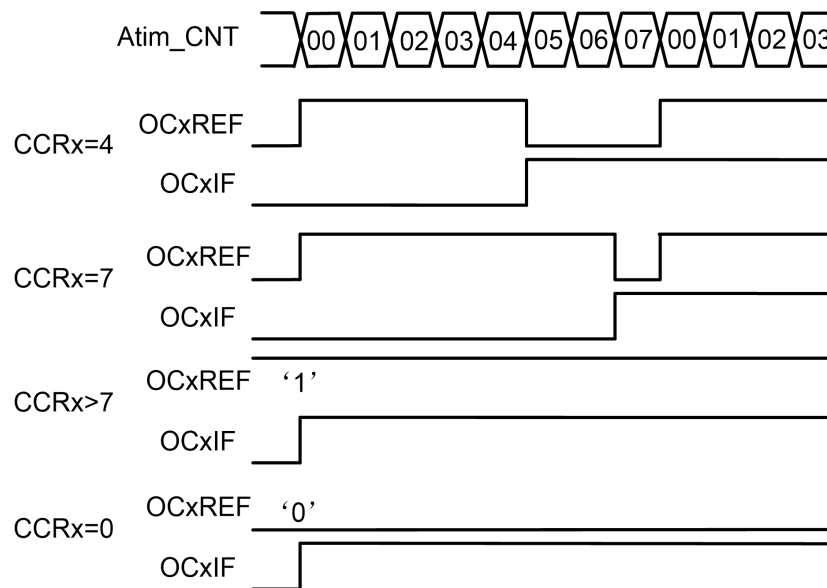 Atim_CNT 00 01 02 03 04 05 06 07 00 01 02 03
OCxREF
CCRx=4
OCxIF
OCxREF
CCRx=7
OCxIF
OCxREF ‘1’
CCRx>7
OCxIF
OCxREF ‘0’
CCRx=0
OCxIF